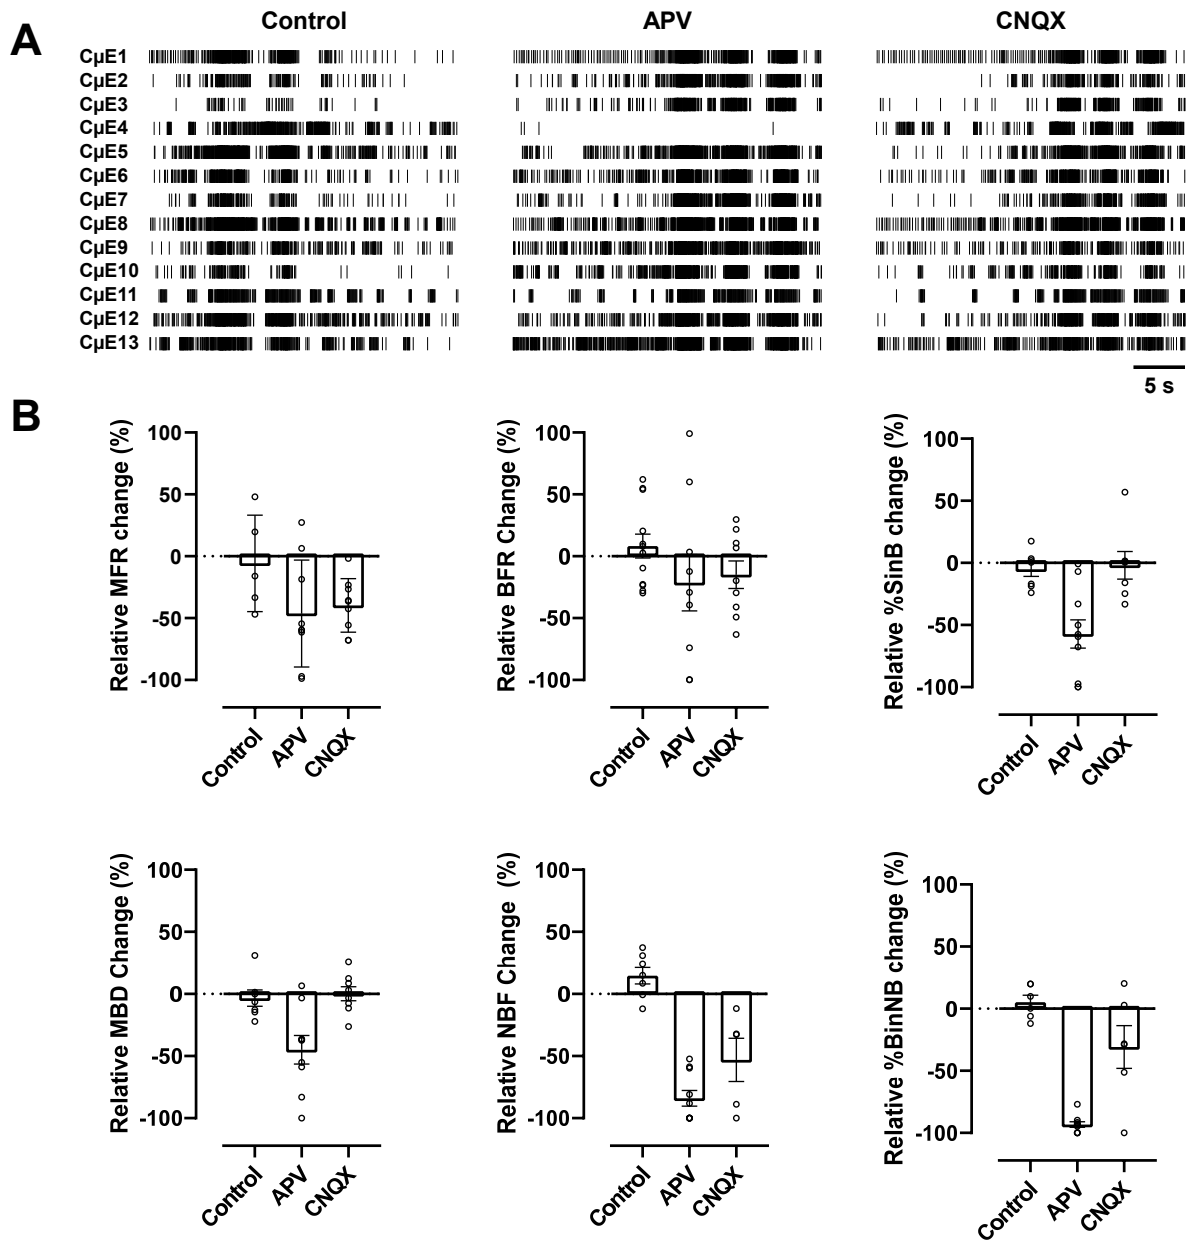 A
Control APV CNQX
CµE1
CµE2
CµE3
CµE4
CµE5
CµE6
CµE7
CµE8
CµE9
CµE10
CµE11
CµE12
CµE13
5 s
B
Relative MFR change (%)
100
50
0
-50
-100
Control APV CNQX
Relative BFR Change (%)
100
50
0
-50
-100
Control APV CNQX
Relative %SinB change (%)
100
50
0
-50
-100
Control APV CNQX
Relative MBD Change (%)
100
50
0
-50
-100
Control APV CNQX
Relative NBF Change (%)
100
50
0
-50
-100
Control APV CNQX
Relative %BinNB change (%)
100
50
0
-50
-100
Control APV CNQX